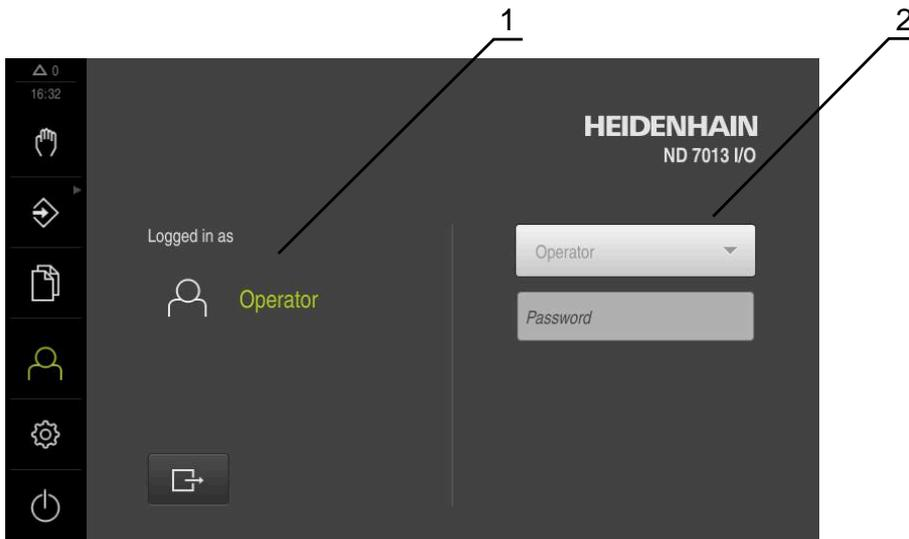 1
2
△ 0
16:32
HEIDENHAIN
ND 7013 I/O
Logged in as
Operator
Operator
Password